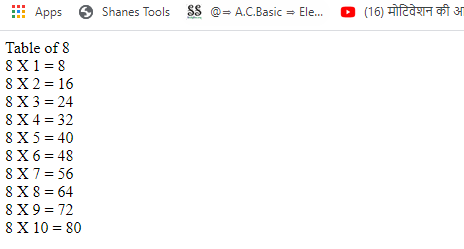 Apps Shanes Tools SS @⇒ A.C.Basic ⇒ Ele... (16) मोटिवेशन की
Table of 8
8 X 1 = 8
8 X 2 = 16
8 X 3 = 24
8 X 4 = 32
8 X 5 = 40
8 X 6 = 48
8 X 7 = 56
8 X 8 = 64
8 X 9 = 72
8 X 10 = 80